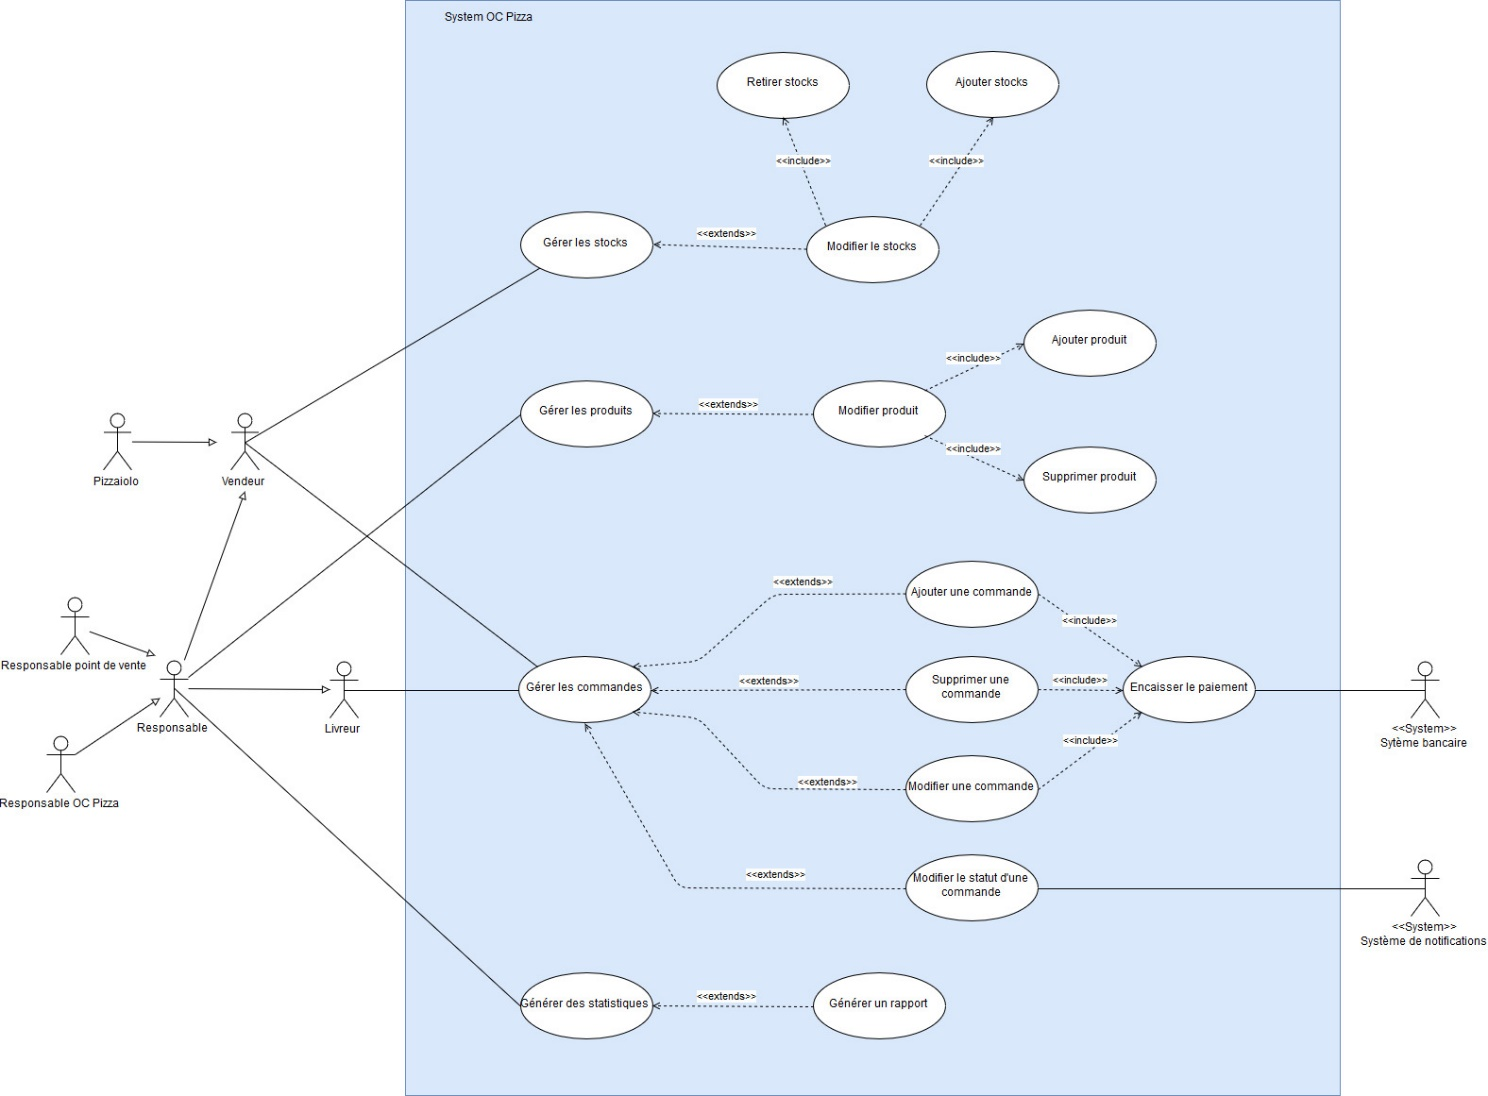 System OC Pizza
Retirer stocks
Ajouter stocks
<<include>>
<<include>>
Gérer les stocks
<<extends>>
Modifier le stocks
Ajouter produit
<<include>>
Gérer les produits
<<extends>>
Modifier produit
<<include>>
Supprimer produit
Pizzaiolo
Vendeur
<<extends>>
Ajouter une commande
<<include>>
Responsable point de vente
Responsable
Livreur
Gérer les commandes
<<extends>>
Supprimer une
commande
<<include>>
Encaisser le paiement
<<System>>
Sytème bancaire
<<include>>
<<extends>>
Modifier une commande
Responsable OC Pizza
<<extends>>
Modifier le statut d'une
commande
<<System>>
Système de notifications
Générer des statistiques
<<extends>>
Générer un rapport